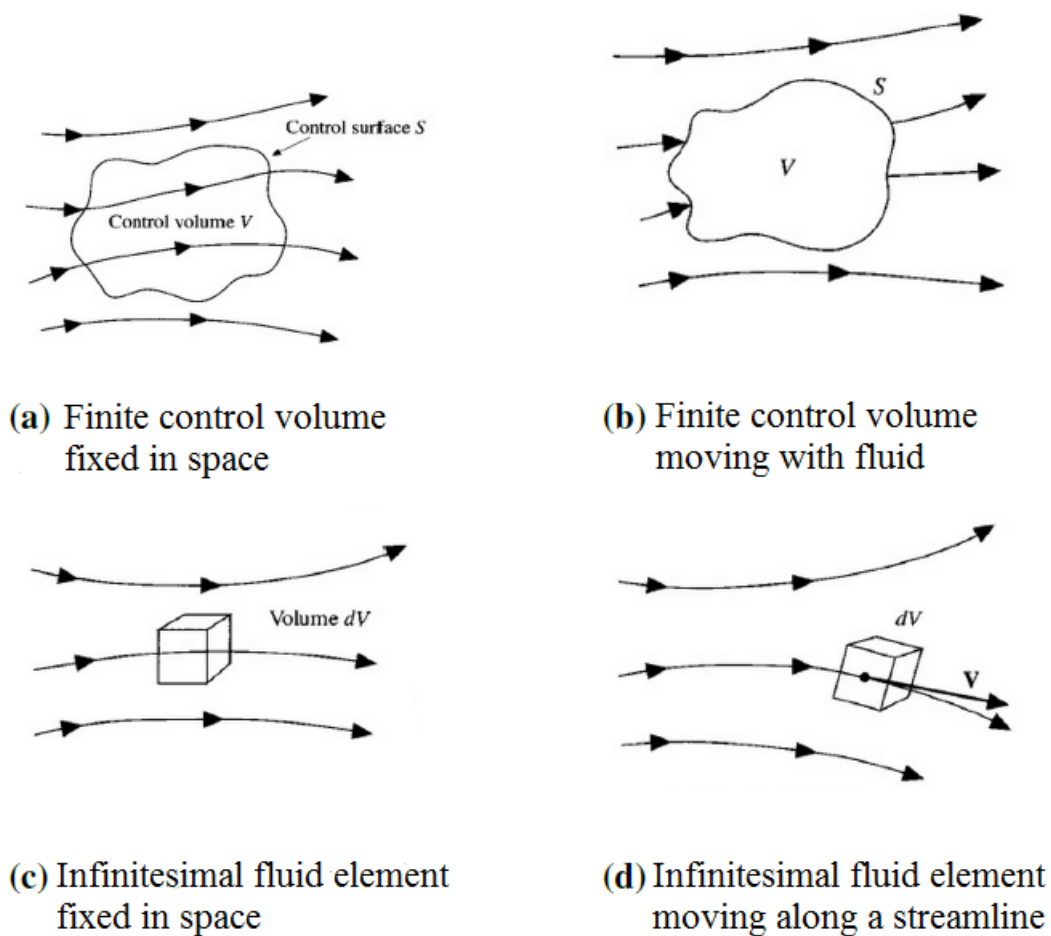 Control surface S
Control volume V
S
V
(a) Finite control volume
fixed in space
(b) Finite control volume
moving with fluid
Volume dV
dV
V
(c) Infinitesimal fluid element
fixed in space
(d) Infinitesimal fluid element
moving along a streamline